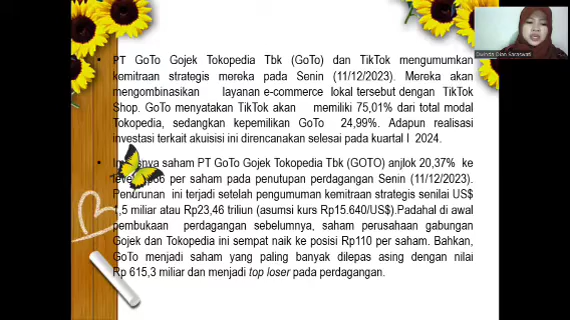 Dwinda Dian Saraswati
• PT GoTo Gojek Tokopedia Tbk (GoTo) dan TikTok mengumumkan
kemitraan strategis mereka pada Senin (11/12/2023). Mereka akan
mengombinasikan layanan e-commerce lokal tersebut dengan TikTok
Shop. GoTo menyatakan TikTok akan memiliki 75,01% dari total modal
Tokopedia, sedangkan kepemilikan GoTo 24,99%. Adapun realisasi
investasi terkait akuisisi ini direncanakan selesai pada kuartal I 2024.
• saham PT GoTo Gojek Tokopedia Tbk (GOTO) anjlok 20,37% ke
per saham pada penutupan perdagangan Senin (11/12/2023).
Penurunan ini terjadi setelah pengumuman kemitraan strategis senilai US$
1,5 miliar atau Rp23,46 triliun (asumsi kurs Rp15.640/US$).Padahal di awal
pembukaan perdagangan sebelumnya, saham perusahaan gabungan
Gojek dan Tokopedia ini sempat naik ke posisi Rp110 per saham. Bahkan,
GoTo menjadi saham yang paling banyak dilepas asing dengan nilai
Rp 615,3 miliar dan menjadi top loser pada perdagangan.